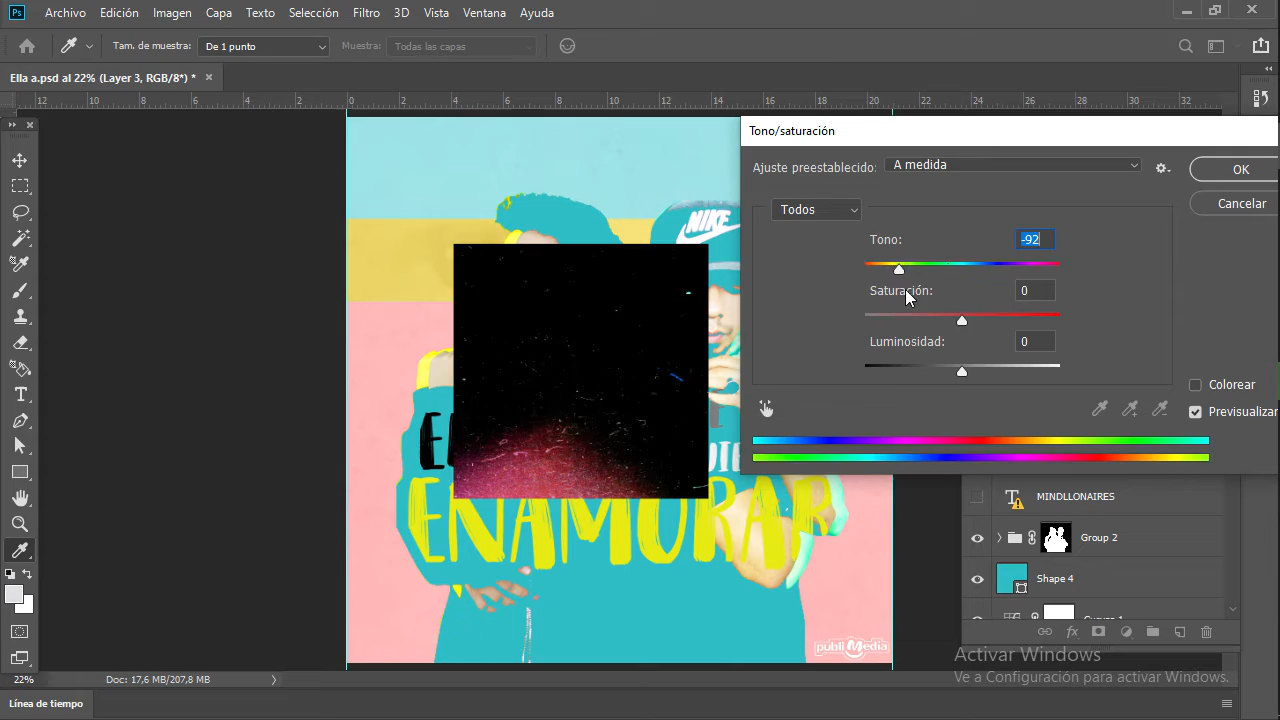 Ps Archivo Edición Imagen Capa Texto Selección Filtro 3D Vista Ventana Ayuda
Tam. de muestra: De 1 punto Muestra: Todas las capas
Ella a.psd al 22% (Layer 3, RGB/8*) *
12 10 8 6 4 2 0 2 4 6 8 10 12 14 16 18 20 22 24 26 28 30 32
Tono/saturación
Ajuste preestablecido: A medida
OK
Cancelar
Todos
Tono: -92
Saturación: 0
Luminosidad: 0
Colorear
Previsualizar
NIKE
ENAMORAR
publiMedia
MINDLLONAIRES
Group 2
Shape 4
Activar Windows
Ve a Configuración para activar Windows.
22% Doc: 17,6 MB/207,8 MB
Línea de tiempo